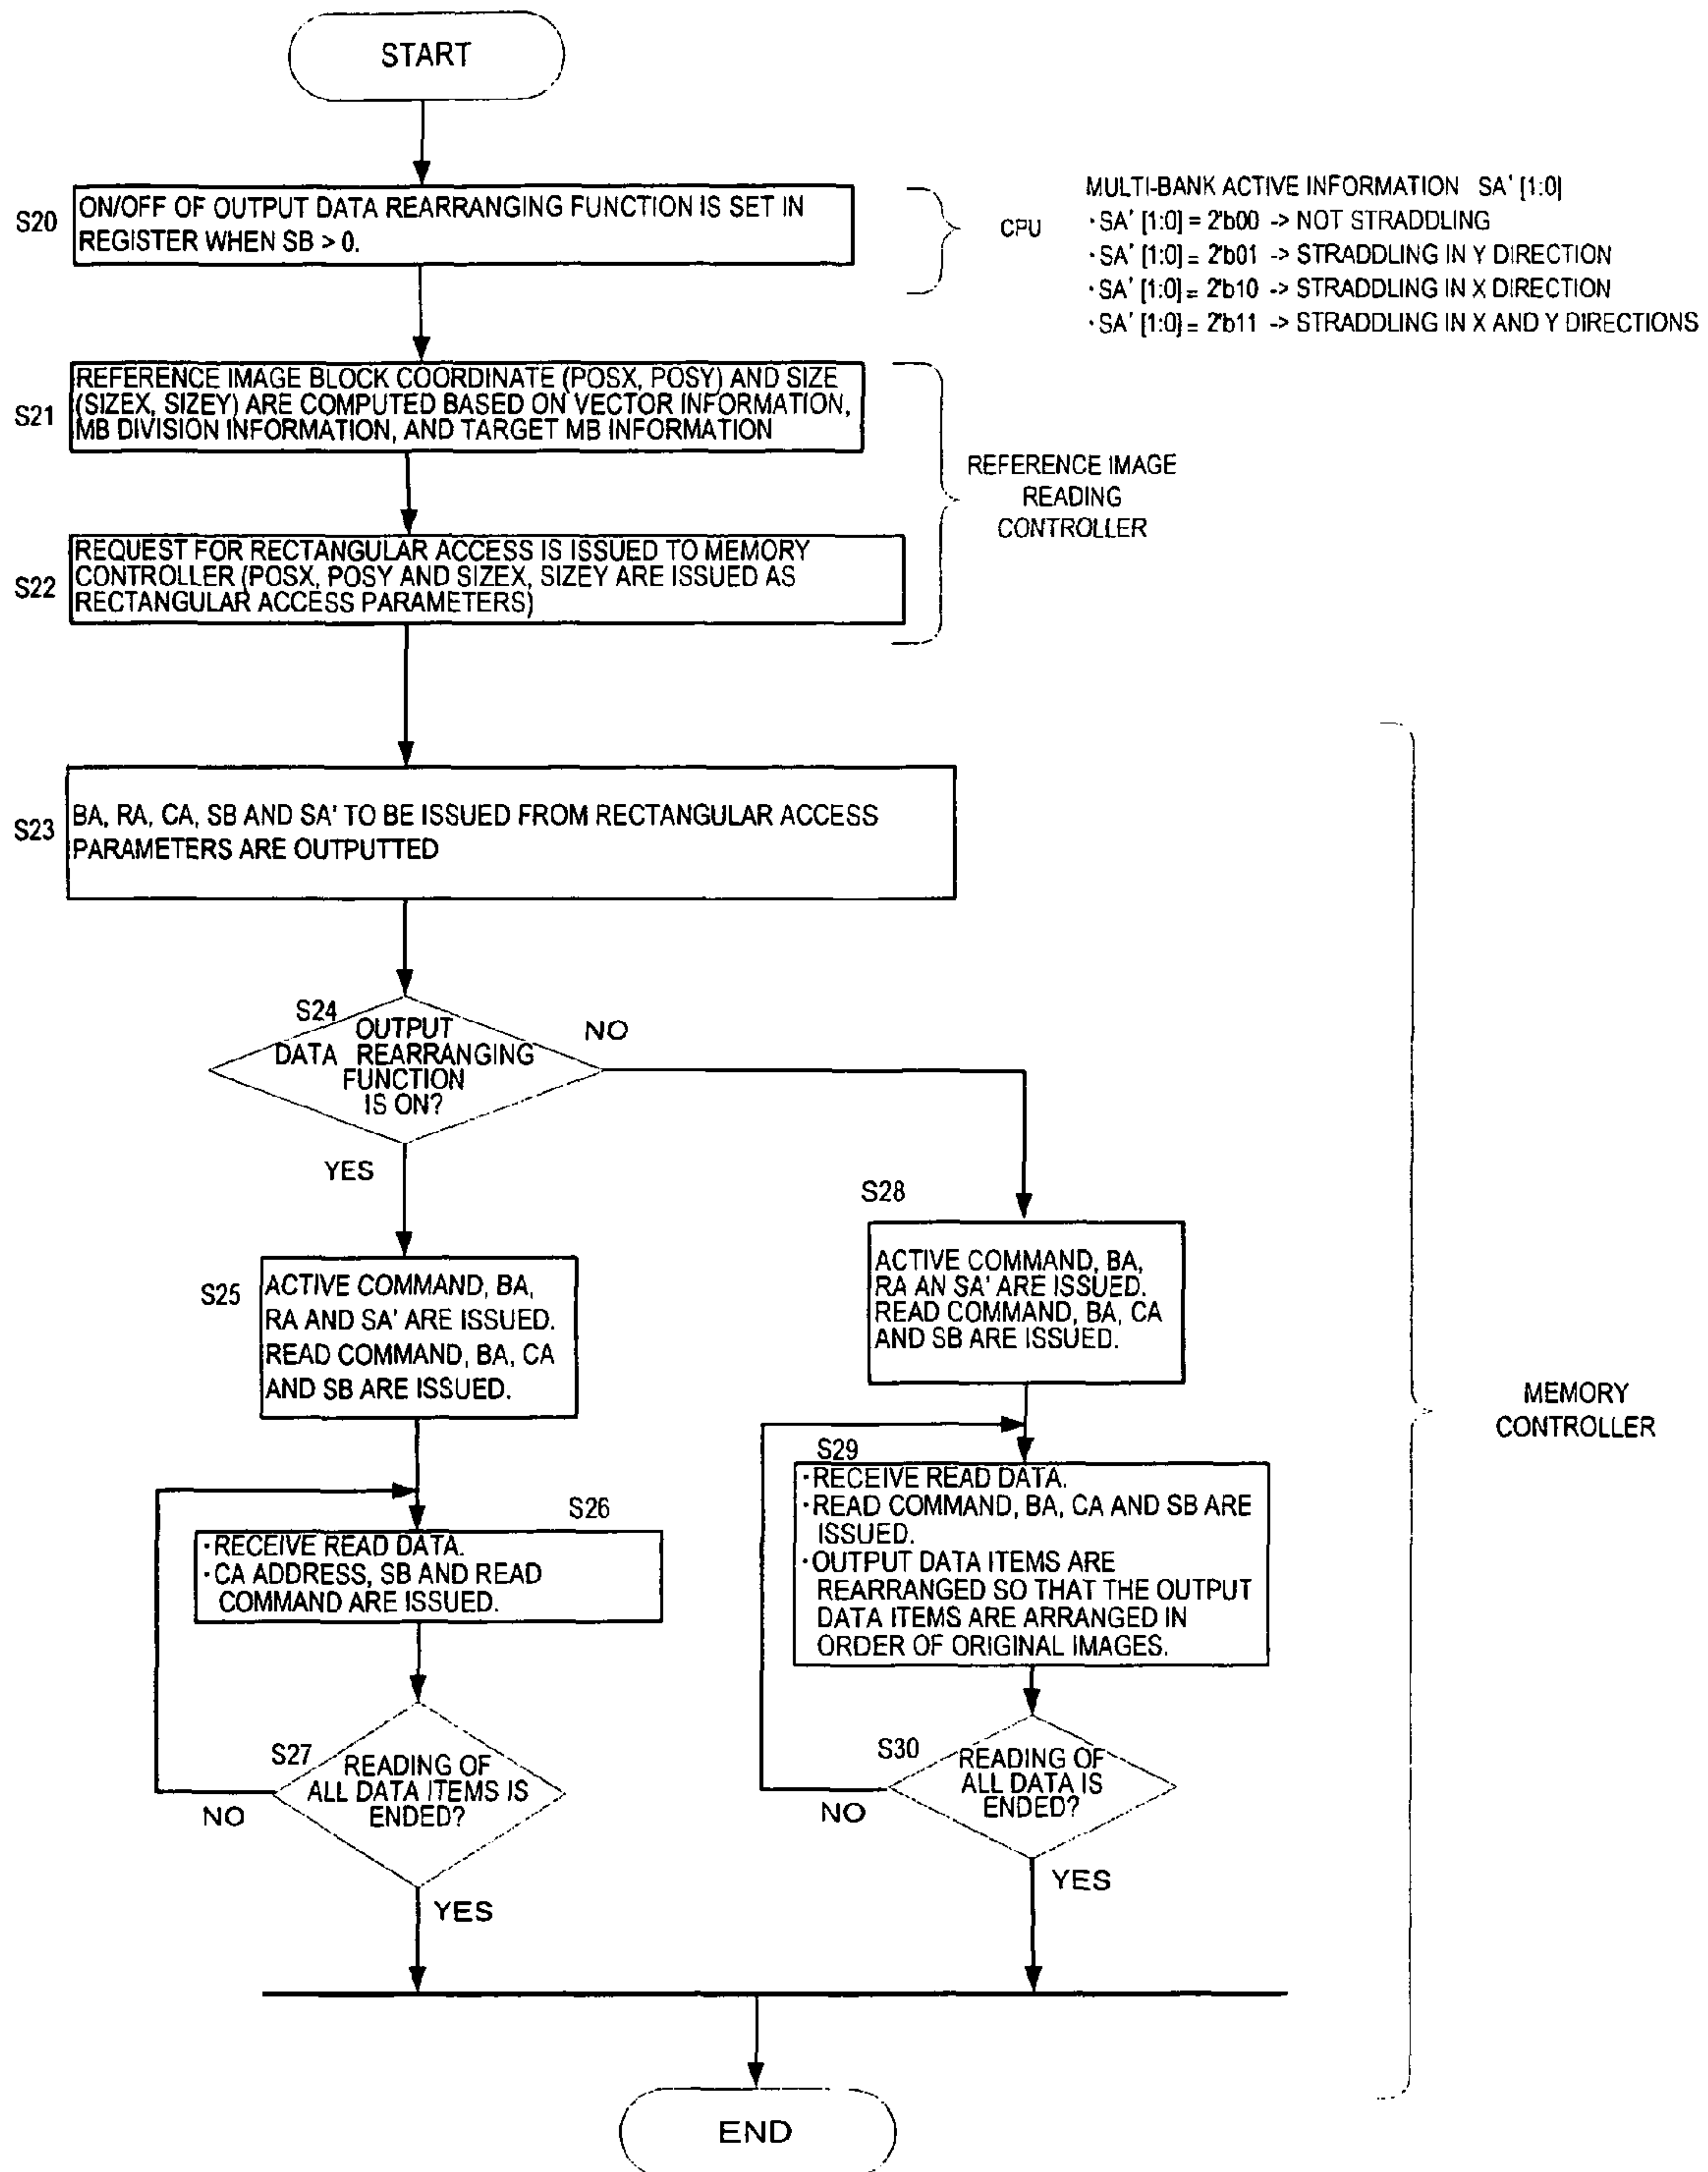 START
S20
ON/OFF OF OUTPUT DATA REARRANGING FUNCTION IS SET IN
REGISTER WHEN SB > 0.
CPU
MULTI-BANK ACTIVE INFORMATION SA' [1:0]
・SA' [1:0] = 2'b00 -> NOT STRADDLING
・SA' [1:0] = 2'b01 -> STRADDLING IN Y DIRECTION
・SA' [1:0] = 2'b10 -> STRADDLING IN X DIRECTION
・SA' [1:0] = 2'b11 -> STRADDLING IN X AND Y DIRECTIONS
S21
REFERENCE IMAGE BLOCK COORDINATE (POSX, POSY) AND SIZE
(SIZEX, SIZEY) ARE COMPUTED BASED ON VECTOR INFORMATION,
MB DIVISION INFORMATION, AND TARGET MB INFORMATION
REFERENCE IMAGE
READING
CONTROLLER
S22
REQUEST FOR RECTANGULAR ACCESS IS ISSUED TO MEMORY
CONTROLLER (POSX, POSY AND SIZEX, SIZEY ARE ISSUED AS
RECTANGULAR ACCESS PARAMETERS)
S23
BA, RA, CA, SB AND SA' TO BE ISSUED FROM RECTANGULAR ACCESS
PARAMETERS ARE OUTPUTTED
S24
OUTPUT
DATA REARRANGING
FUNCTION
IS ON?
NO
YES
S25
ACTIVE COMMAND, BA,
RA AND SA' ARE ISSUED.
READ COMMAND, BA, CA
AND SB ARE ISSUED.
S28
ACTIVE COMMAND, BA,
RA AN SA' ARE ISSUED.
READ COMMAND, BA, CA
AND SB ARE ISSUED.
MEMORY
CONTROLLER
S26
・RECEIVE READ DATA.
・CA ADDRESS, SB AND READ
COMMAND ARE ISSUED.
S29
・RECEIVE READ DATA.
・READ COMMAND, BA, CA AND SB ARE
ISSUED.
・OUTPUT DATA ITEMS ARE
REARRANGED SO THAT THE OUTPUT
DATA ITEMS ARE ARRANGED IN
ORDER OF ORIGINAL IMAGES.
S27
READING OF
ALL DATA ITEMS IS
ENDED?
NO
YES
S30
READING OF
ALL DATA IS
ENDED?
NO
YES
END